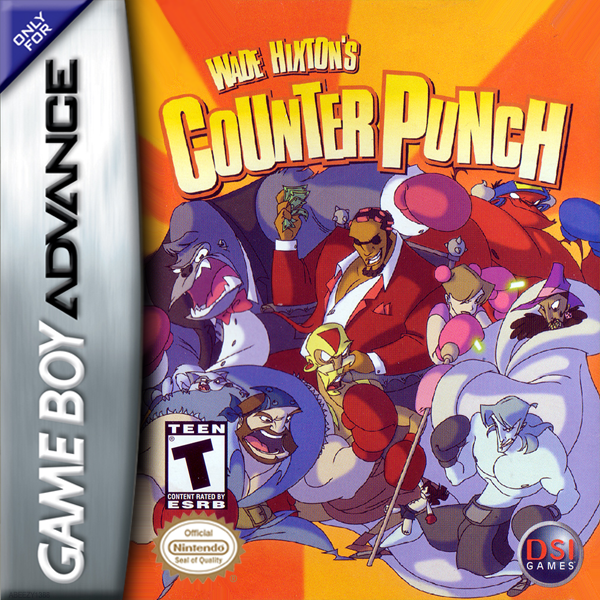 ONLY
FOR
GAME BOY ADVANCE
WADE HIXTON'S
COUNTER PUNCH
TEEN
T
®
CONTENT RATED BY
ESRB
Official
Nintendo
Seal of Quality
DSI
GAMES